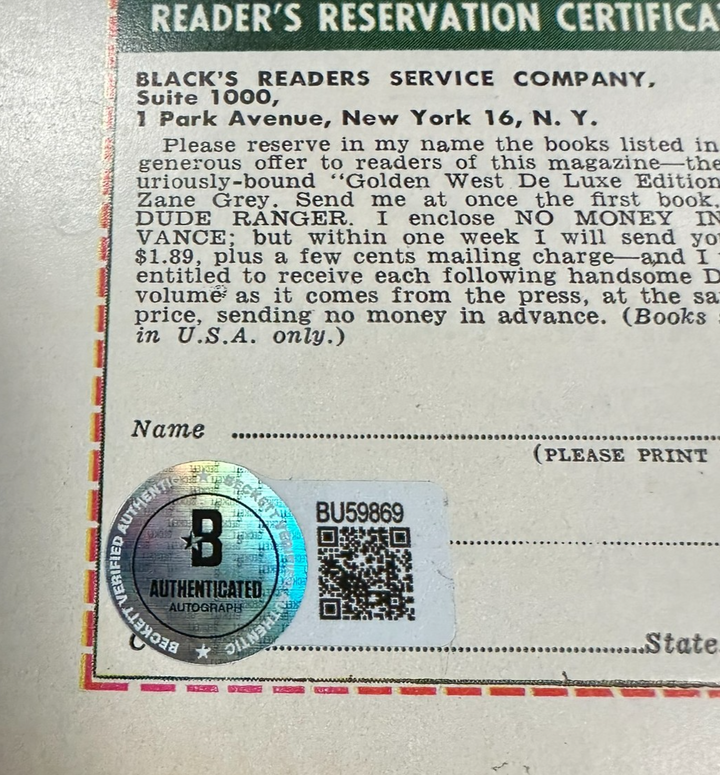 READER'S RESERVATION CERTIFICA
BLACK'S READERS SERVICE COMPANY,
Suite 1000,
1 Park Avenue, New York 16, N. Y.
Please reserve in my name the books listed in
generous offer to readers of this magazine—the
uriously-bound "Golden West De Luxe Edition
Zane Grey. Send me at once the first book,
DUDE RANGER. I enclose NO MONEY IN
VANCE; but within one week I will send yo
$1.89, plus a few cents mailing charge—and I
entitled to receive each following handsome D
volume as it comes from the press, at the sa
price, sending no money in advance. (Books
in U.S.A. only.)
Name
(PLEASE PRINT
BECKETT VERIFIED AUTHENTIC
BECKETT VERIFIED AUTHENTIC
B
AUTHENTICATED
AUTOGRAPH
BU59869
C
State